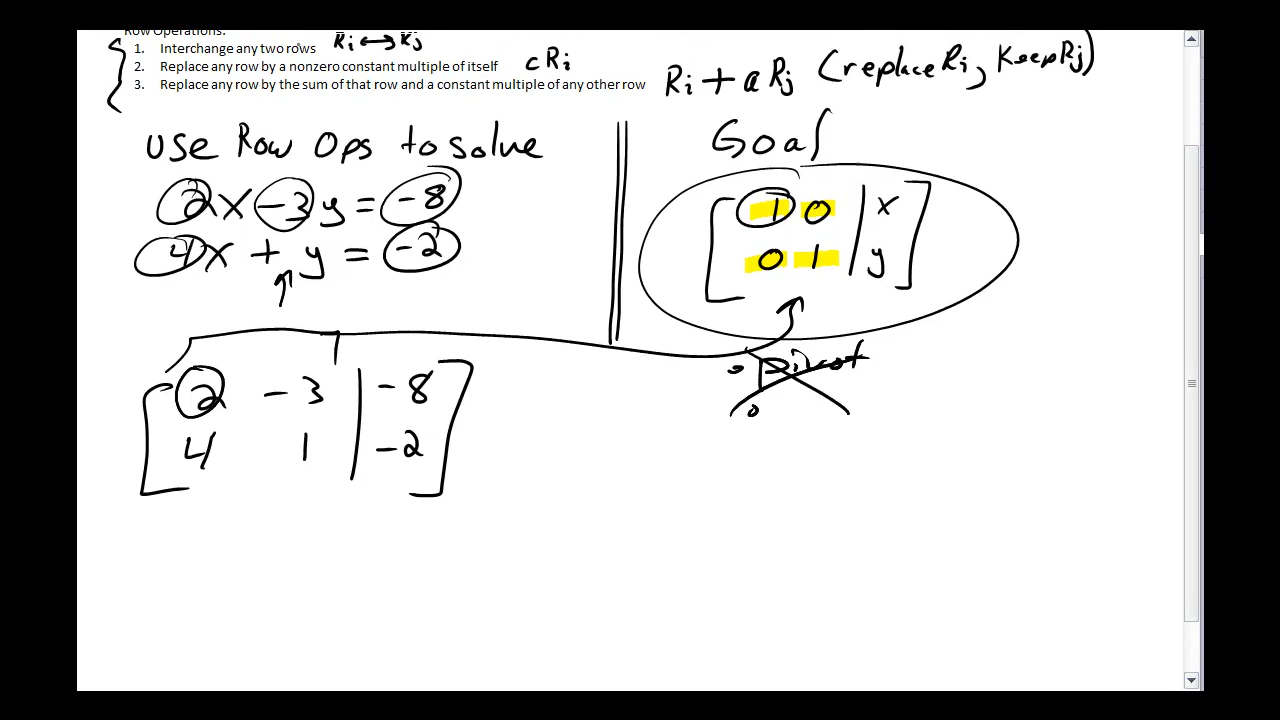 Row Operations:
1. Interchange any two rows Ri ↔ Rj
2. Replace any row by a nonzero constant multiple of itself cRi
3. Replace any row by the sum of that row and a constant multiple of any other row Ri + aRj (replace Ri, Keep Rj)
Use Row Ops to solve
2x - 3y = -8
4x + y = -2
Goal
1 0 | x
0 1 | y
2 -3 | -8
4 1 | -2
0
0